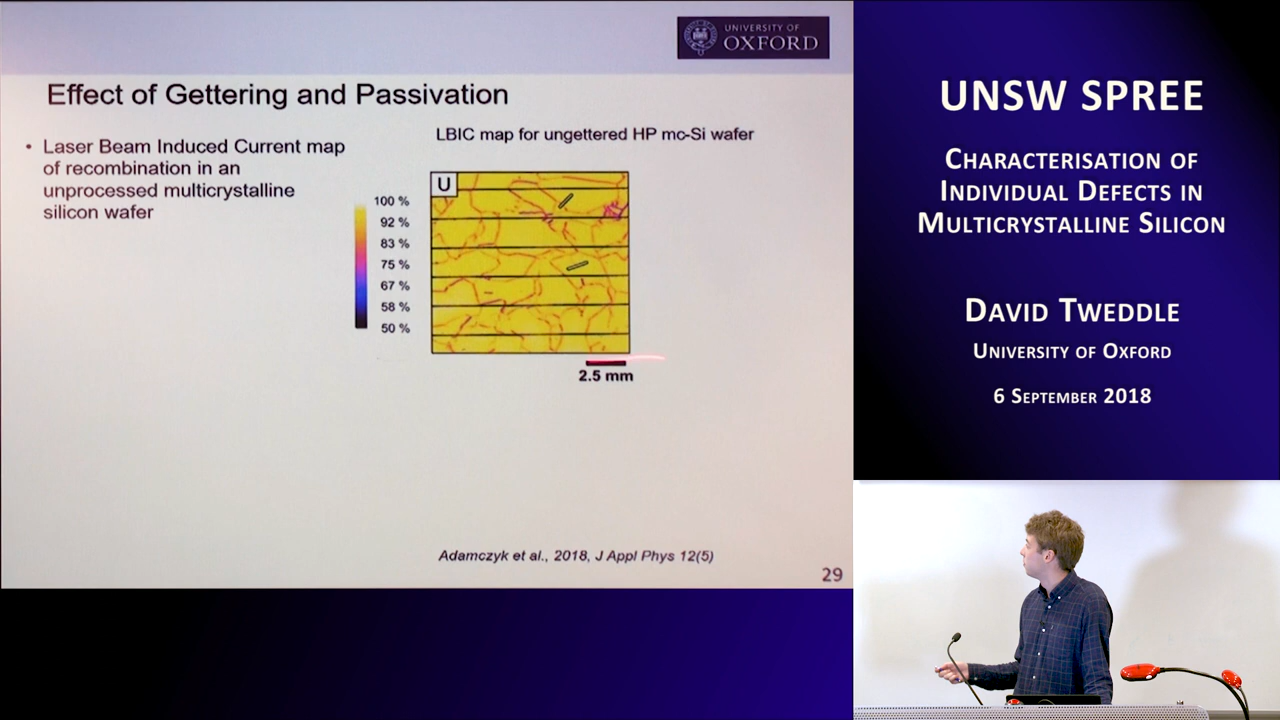 UNIVERSITY OF
OXFORD
Effect of Gettering and Passivation
• Laser Beam Induced Current map
of recombination in an
unprocessed multicrystalline
silicon wafer
LBIC map for ungettered HP mc-Si wafer
U
100 %
92 %
83 %
75 %
67 %
58 %
50 %
2.5 mm
Adamczyk et al., 2018, J Appl Phys 12(5)
29
UNSW SPREE
CHARACTERISATION OF
INDIVIDUAL DEFECTS IN
MULTICRYSTALLINE SILICON
DAVID TWEDDLE
UNIVERSITY OF OXFORD
6 SEPTEMBER 2018